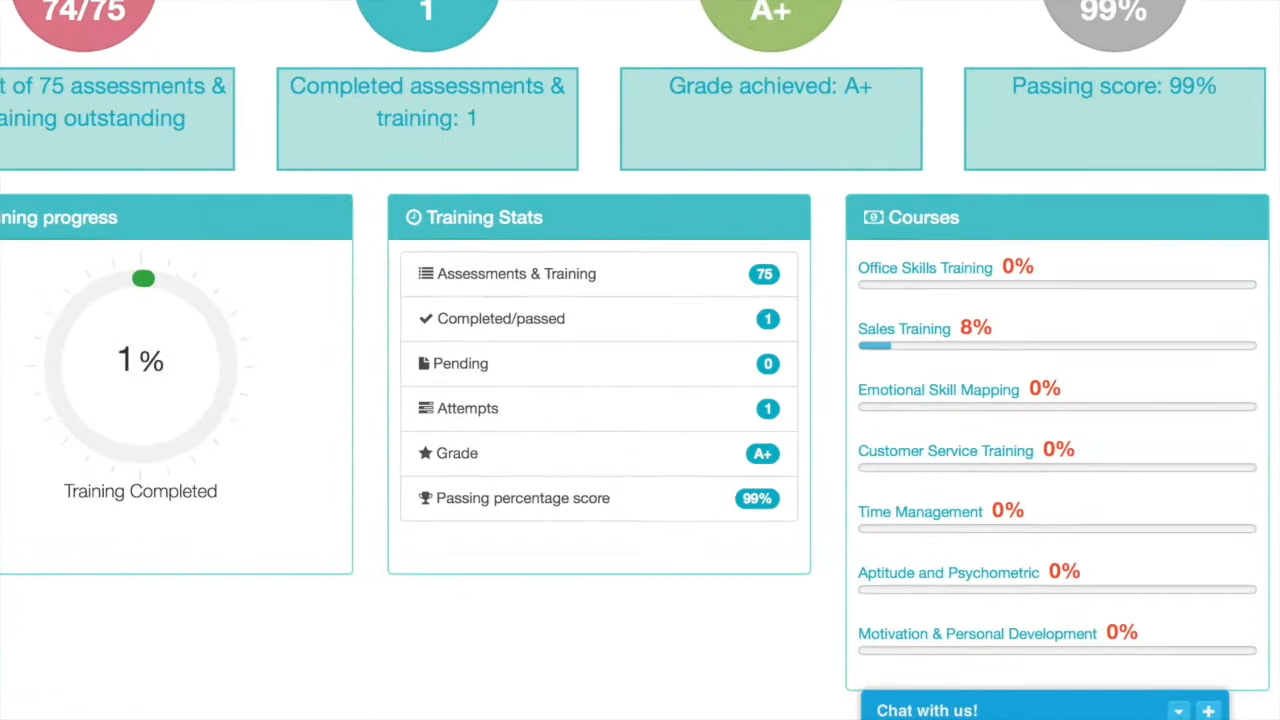 74/75
1
A+
99%
t of 75 assessments &
aining outstanding
Completed assessments &
training: 1
Grade achieved: A+
Passing score: 99%
ning progress
1 %
Training Completed
Training Stats
Assessments & Training 75
Completed/passed 1
Pending 0
Attempts 1
Grade A+
Passing percentage score 99%
Courses
Office Skills Training 0%
Sales Training 8%
Emotional Skill Mapping 0%
Customer Service Training 0%
Time Management 0%
Aptitude and Psychometric 0%
Motivation & Personal Development 0%
Chat with us!